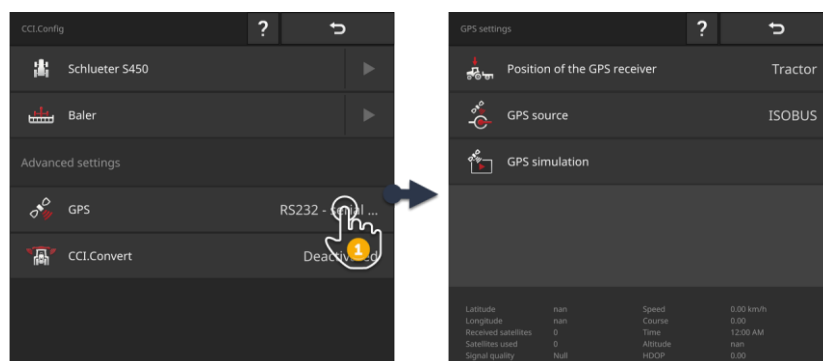 CCI.Config
?
Schlueter S450
Baler
Advanced settings
GPS RS232 - serial ...
CCI.Convert Deactivated
1
GPS settings
?
Position of the GPS receiver Tractor
GPS source ISOBUS
GPS simulation
Latitude nan Speed 0.00 km/h
Longitude nan Course 0.00
Received satellites 0 Time 12:00 AM
Satellites used 0 Altitude nan
Signal quality Null HDOP 0.00